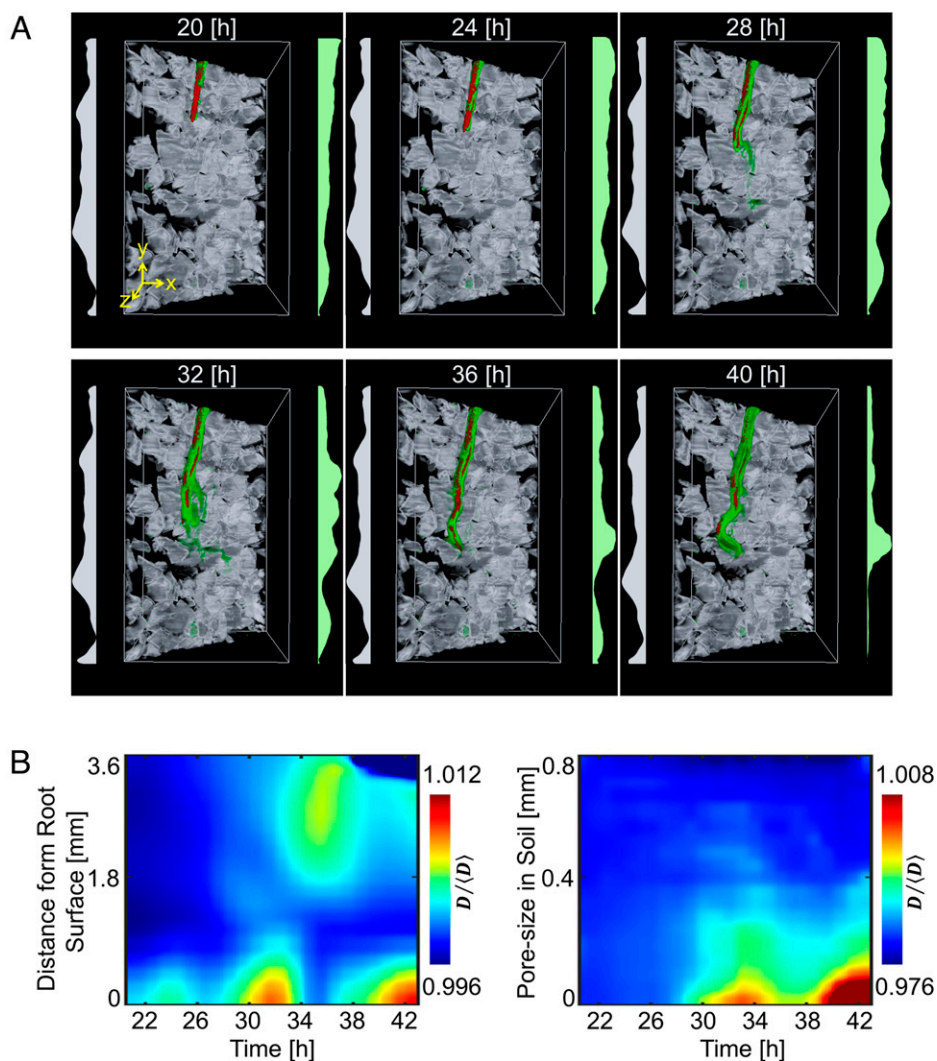 A
20 [h] 24 [h] 28 [h]
y
x
z
32 [h] 36 [h] 40 [h]
B
Distance form Root
Surface [mm]
3.6
1.8
0
22 26 30 34 38 42
Time [h]
1.012
D/⟨D⟩
0.996
Pore-size in Soil [mm]
0.8
0.4
0
22 26 30 34 38 42
Time [h]
1.008
D/⟨D⟩
0.976